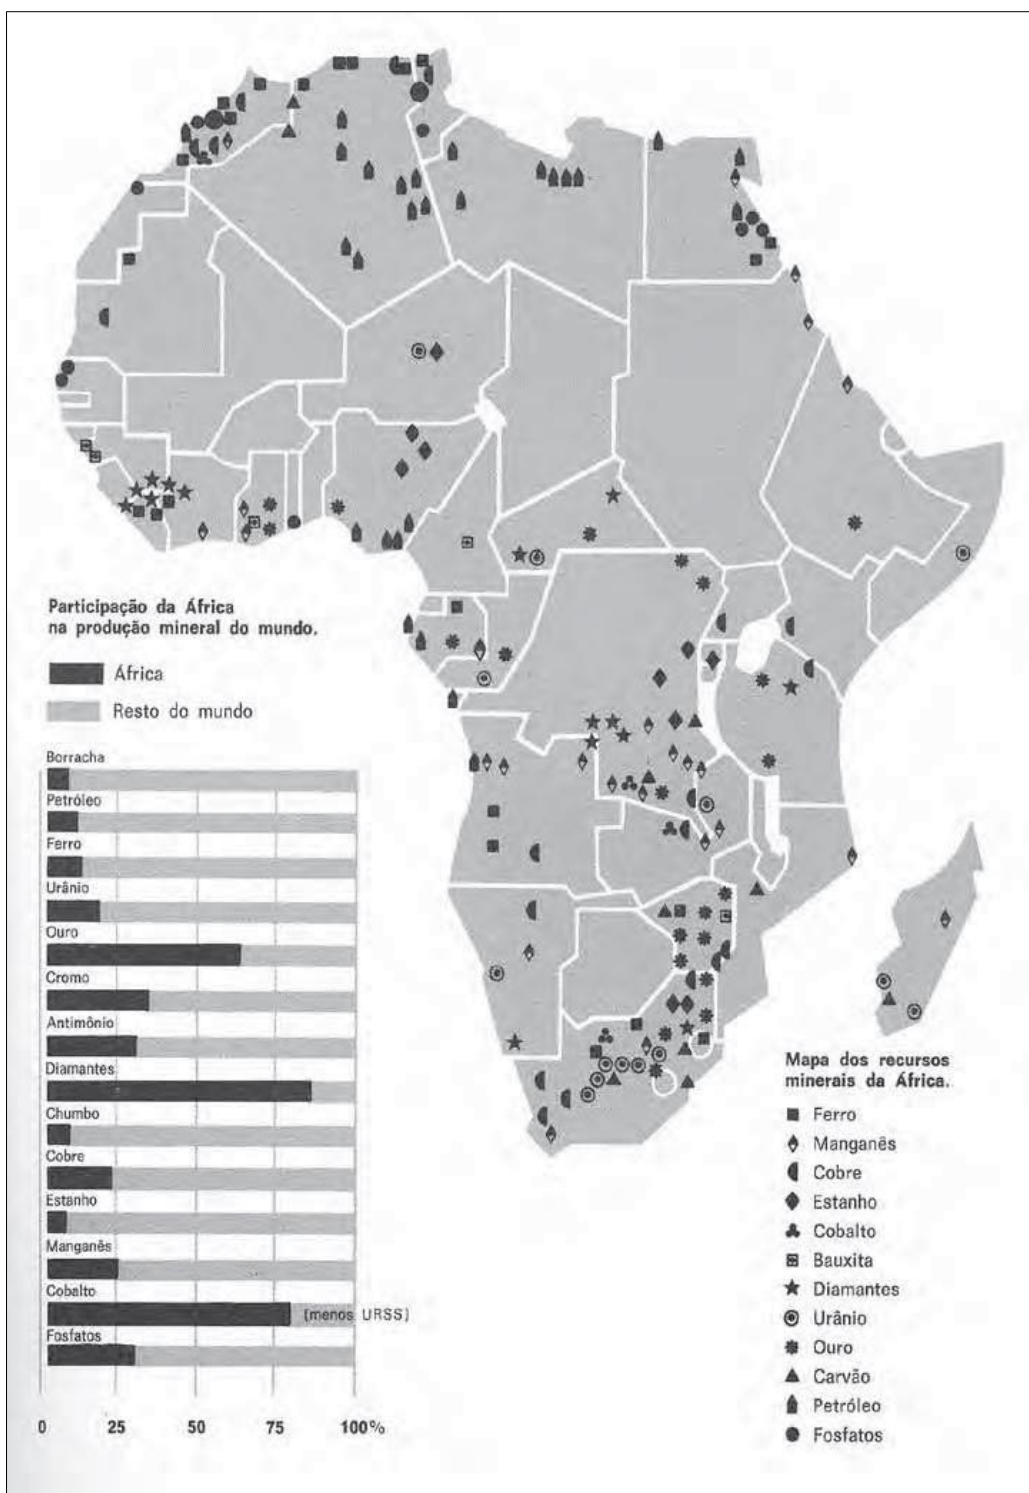 Participação da África
na produção mineral do mundo.
África
Resto do mundo
Borracha
Petróleo
Ferro
Urânio
Ouro
Cromo
Antimônio
Diamantes
Chumbo
Cobre
Estanho
Manganês
Cobalto
(menos URSS)
Fosfatos
0 25 50 75 100%
Mapa dos recursos
minerais da África.
Ferro
Manganês
Cobre
Estanho
Cobalto
Bauxita
Diamantes
Urânio
Ouro
Carvão
Petróleo
Fosfatos